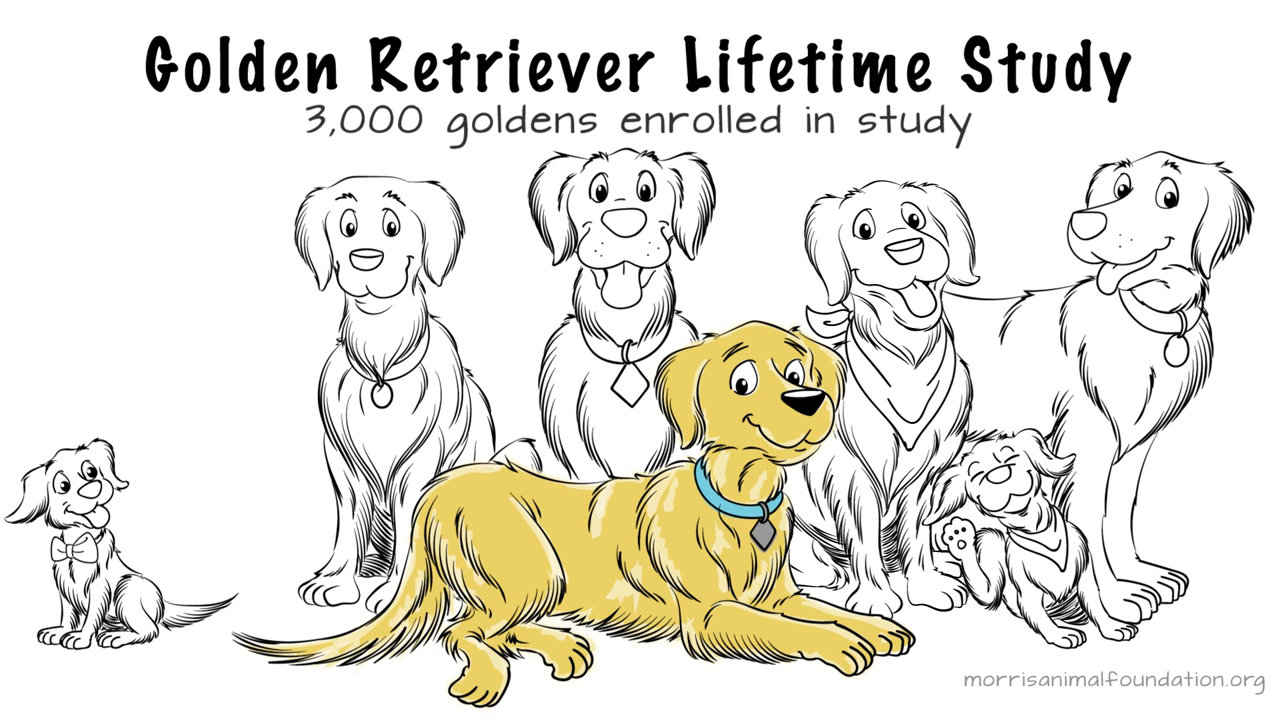 Golden Retriever Lifetime Study
3,000 goldens enrolled in study
morrisanimalfoundation.org